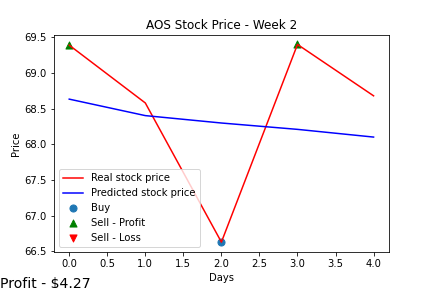 AOS Stock Price - Week 2
69.5
69.0
68.5
68.0
67.5
67.0
66.5
Price
Real stock price
Predicted stock price
Buy
Sell - Profit
Sell - Loss
0.0 0.5 1.0 1.5 2.0 2.5 3.0 3.5 4.0
Days
Profit - $4.27